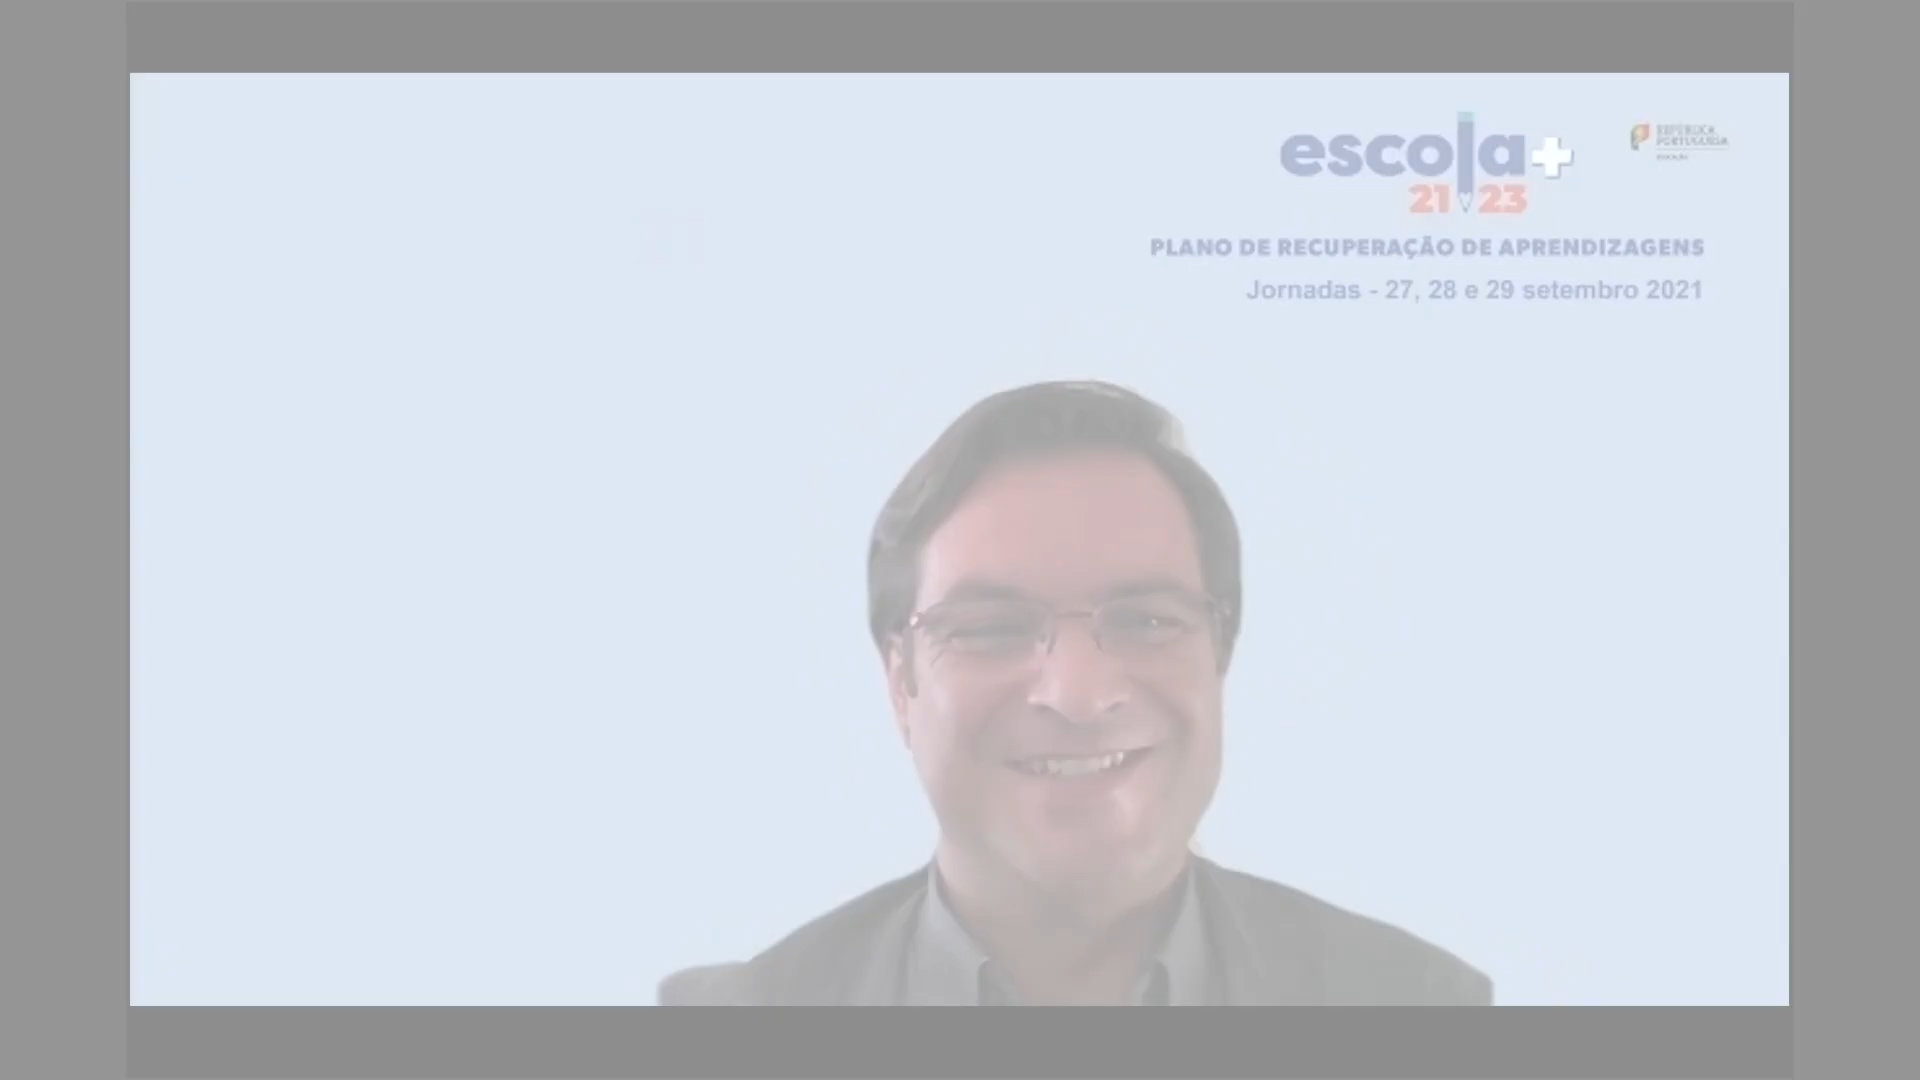 escola+
21 23
REPÚBLICA
PORTUGUESA
PLANO DE RECUPERAÇÃO DE APRENDIZAGENS
Jornadas - 27, 28 e 29 setembro 2021